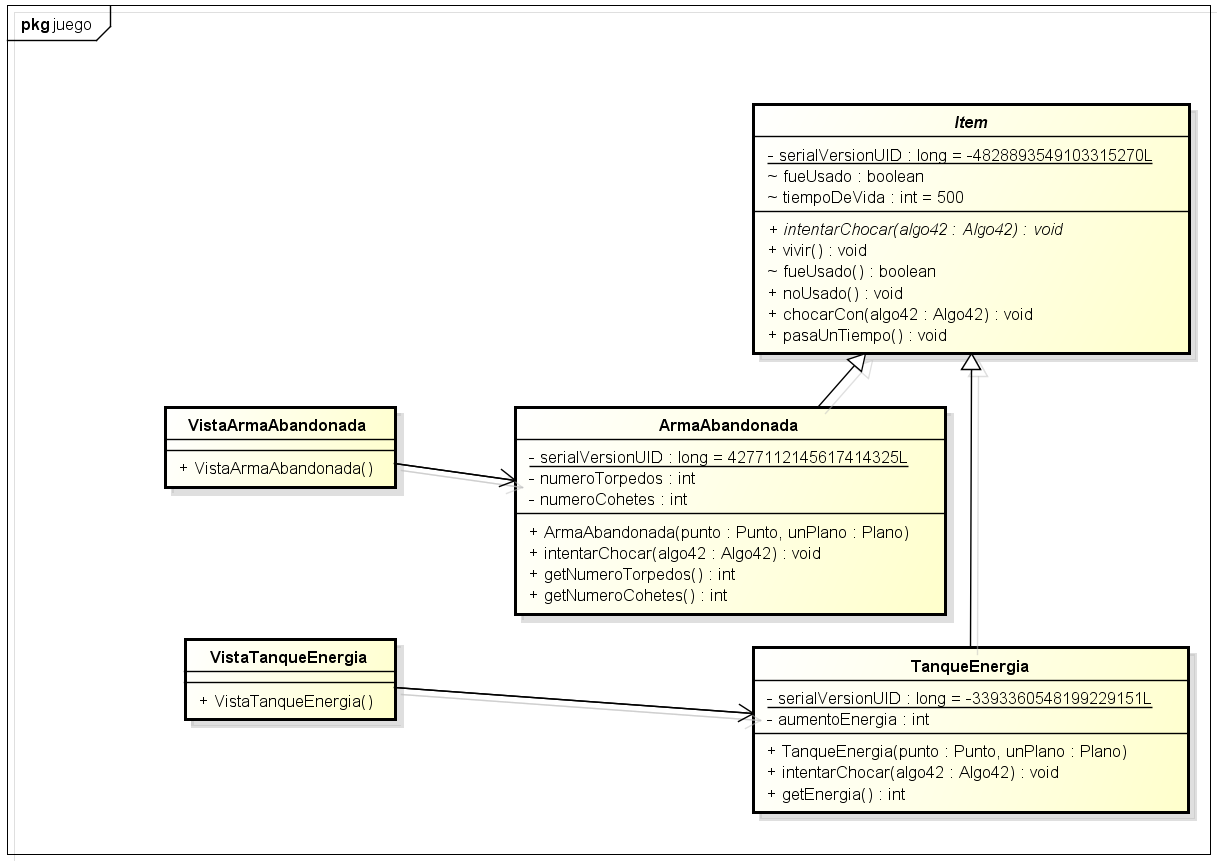 pkg juego
Item
- serialVersionUID : long = -4828893549103315270L
~ fueUsado : boolean
~ tiempoDeVida : int = 500
+ intentarChocar(algo42 : Algo42) : void
+ vivir() : void
~ fueUsado() : boolean
+ noUsado() : void
+ chocarCon(algo42 : Algo42) : void
+ pasaUnTiempo() : void
VistaArmaAbandonada
+ VistaArmaAbandonada()
ArmaAbandonada
- serialVersionUID : long = 4277112145617414325L
- numeroTorpedos : int
- numeroCohetes : int
+ ArmaAbandonada(punto : Punto, unPlano : Plano)
+ intentarChocar(algo42 : Algo42) : void
+ getNumeroTorpedos() : int
+ getNumeroCohetes() : int
VistaTanqueEnergia
+ VistaTanqueEnergia()
TanqueEnergia
- serialVersionUID : long = -3393360548199229151L
- aumentoEnergia : int
+ TanqueEnergia(punto : Punto, unPlano : Plano)
+ intentarChocar(algo42 : Algo42) : void
+ getEnergia() : int